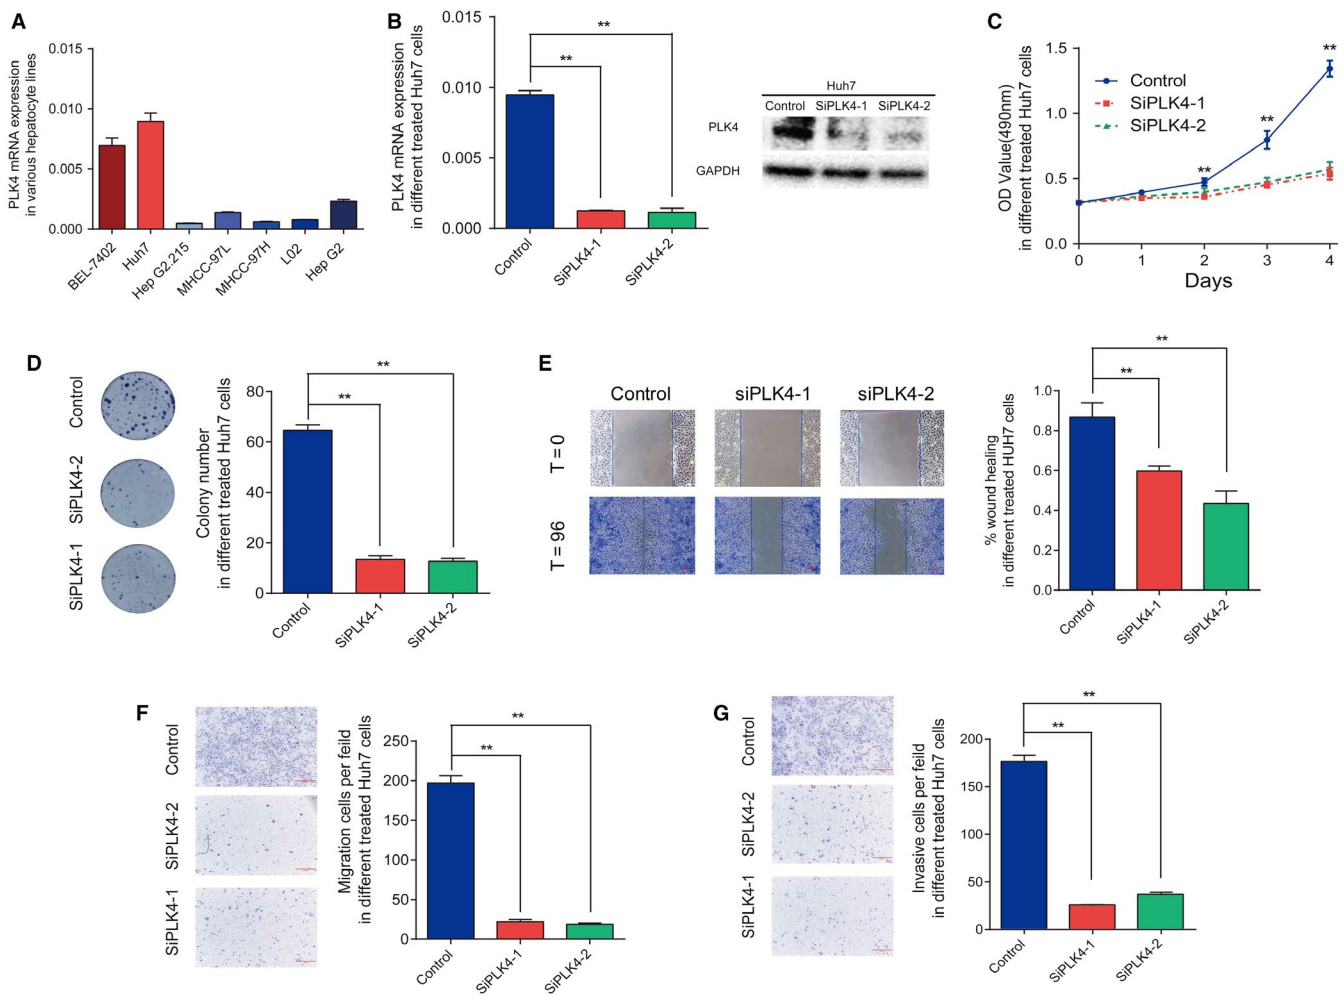 A
PLK4 mRNA expression
in various hepatocyte lines
0.015
0.010
0.005
0.000
BEL-7402
Huh7
Hep G2.215
MHCC-97L
MHCC-97H
L02
Hep G2
B
PLK4 mRNA expression
in different treated Huh7 cells
0.015
0.010
0.005
0.000
**
**
Control
SiPLK4-1
SiPLK4-2
Huh7
Control SiPLK4-1 SiPLK4-2
PLK4
GAPDH
C
OD Value(490nm)
in different treated Huh7 cells
1.5
1.0
0.5
0.0
Control
SiPLK4-1
SiPLK4-2
**
**
**
0 1 2 3 4
Days
D
Control
SiPLK4-2
SiPLK4-1
Colony number
in different treated Huh7 cells
80
60
40
20
0
**
**
Control
SiPLK4-1
SiPLK4-2
E
Control siPLK4-1 siPLK4-2
T = 0
T = 96
% wound healing
in different treated HUH7 cells
1.0
0.8
0.6
0.4
0.2
0.0
**
**
Control
SiPLK4-1
SiPLK4-2
F
Control
SiPLK4-2
SiPLK4-1
Migration cells per feild
in different treated Huh7 cells
250
200
150
100
50
0
**
**
Control
SiPLK4-1
SiPLK4-2
G
Control
SiPLK4-2
SiPLK4-1
Invasive cells per feild
in different treated Huh7 cells
200
150
100
50
0
**
**
Control
SiPLK4-1
SiPLK4-2